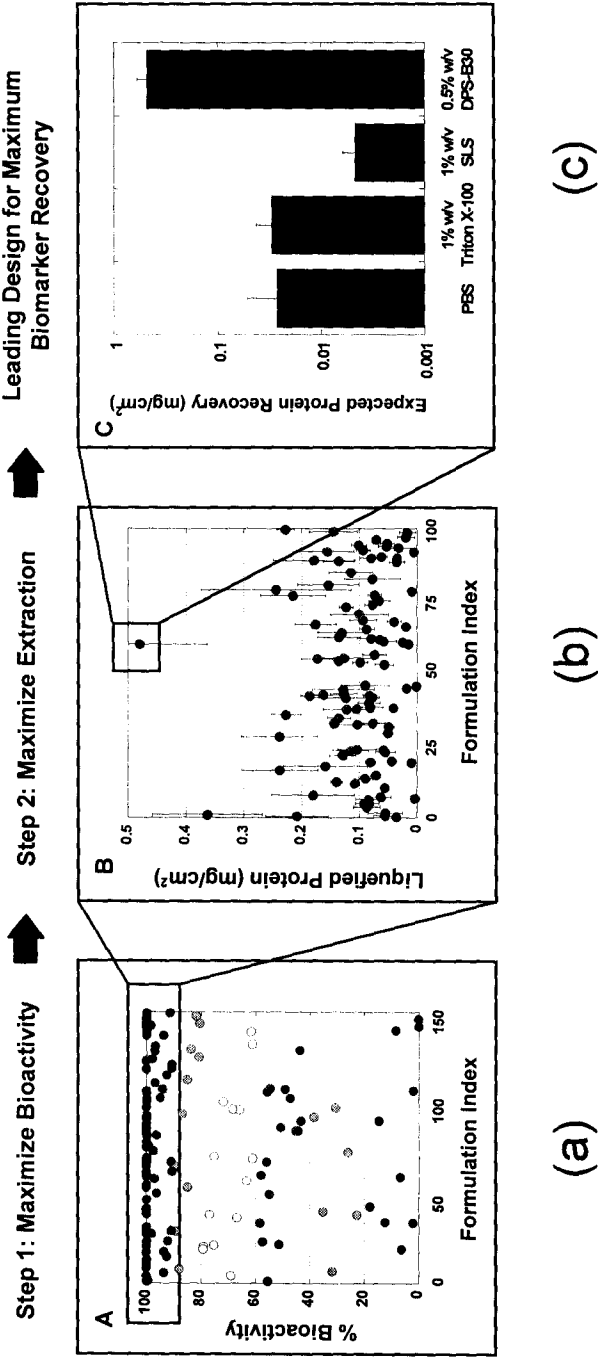 Step 1: Maximize Bioactivity
Step 2: Maximize Extraction
Leading Design for Maximum
Biomarker Recovery
A
% Bioactivity
100
80
60
40
20
0
0
50
100
150
Formulation Index
B
Liquefied Protein (mg/cm²)
0.5
0.4
0.3
0.2
0.1
0
0
25
50
75
100
Formulation Index
C
Expected Protein Recovery (mg/cm²)
1
0.1
0.01
0.001
PBS
1% w/v
Triton X-100
1% w/v
SLS
0.5% w/v
DPS-B30
(a)
(b)
(c)